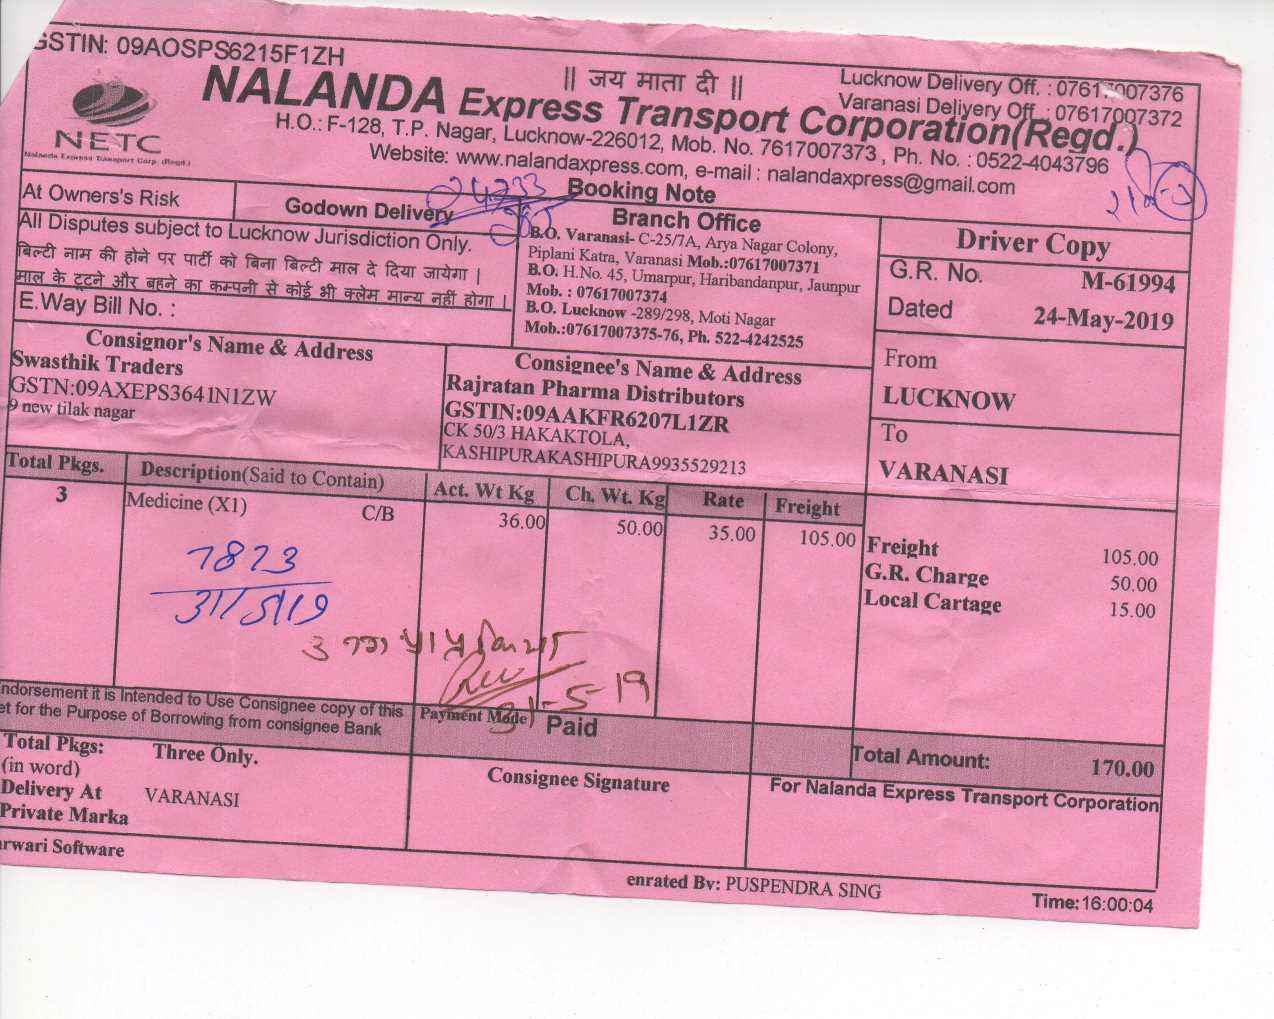 GSTIN: 09AOSPS6215F1ZH
|| जय माता दी ||
Lucknow Delivery Off. : 07617007376
Varanasi Delivery Off. : 07617007372
NETC
Nalanda Express Transport Corp. (Regd.)
NALANDA Express Transport Corporation(Regd.)
H.O.: F-128, T.P. Nagar, Lucknow-226012, Mob. No. 7617007373 , Ph. No. : 0522-4043796
Website: www.nalandaxpress.com, e-mail : nalandaxpress@gmail.com
Booking Note
At Owners's Risk
Godown Delivery
24233
All Disputes subject to Lucknow Jurisdiction Only.
बिल्टी नाम की होने पर पार्टी को बिना बिल्टी माल दे दिया जायेगा |
माल के टूटने और बहने का कम्पनी से कोई भी क्लेम मान्य नहीं होगा |
E.Way Bill No. :
Branch Office
B.O. Varanasi- C-25/7A, Arya Nagar Colony,
Piplani Katra, Varanasi Mob.:07617007371
B.O. H.No. 45, Umarpur, Haribandanpur, Jaunpur
Mob. : 07617007374
B.O. Lucknow -289/298, Moti Nagar
Mob.:07617007375-76, Ph. 522-4242525
Driver Copy
G.R. No. M-61994
Dated 24-May-2019
Consignor's Name & Address
Swasthik Traders
GSTN:09AXEPS3641N1ZW
9 new tilak nagar
Consignee's Name & Address
Rajratan Pharma Distributors
GSTIN:09AAKFR6207L1ZR
CK 50/3 HAKAKTOLA,
KASHIPURAKASHIPURA9935529213
From
LUCKNOW
To
VARANASI
Total Pkgs. Description(Said to Contain) Act. Wt Kg Ch. Wt. Kg Rate Freight
3 Medicine (X1) C/B 36.00 50.00 35.00 105.00
Freight 105.00
G.R. Charge 50.00
Local Cartage 15.00
7823
31/5/19
31-5-19
ndorsement it is Intended to Use Consignee copy of this
et for the Purpose of Borrowing from consignee Bank
Payment Mode Paid
Total Amount: 170.00
Total Pkgs: Three Only.
(in word)
Delivery At VARANASI
Private Marka
Consignee Signature
For Nalanda Express Transport Corporation
rwari Software
enrated By: PUSPENDRA SING
Time:16:00:04